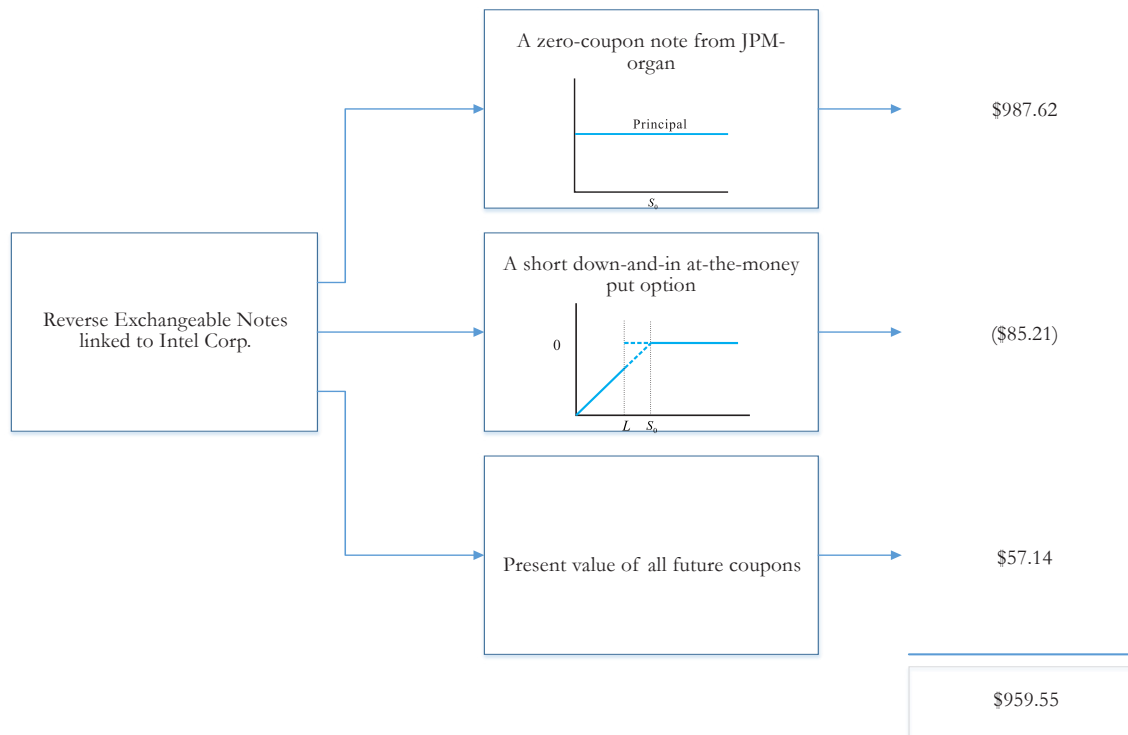 A zero-coupon note from JPM-
organ
Principal
S₀
$987.62
Reverse Exchangeable Notes
linked to Intel Corp.
A short down-and-in at-the-money
put option
0
L S₀
($85.21)
Present value of all future coupons
$57.14
$959.55